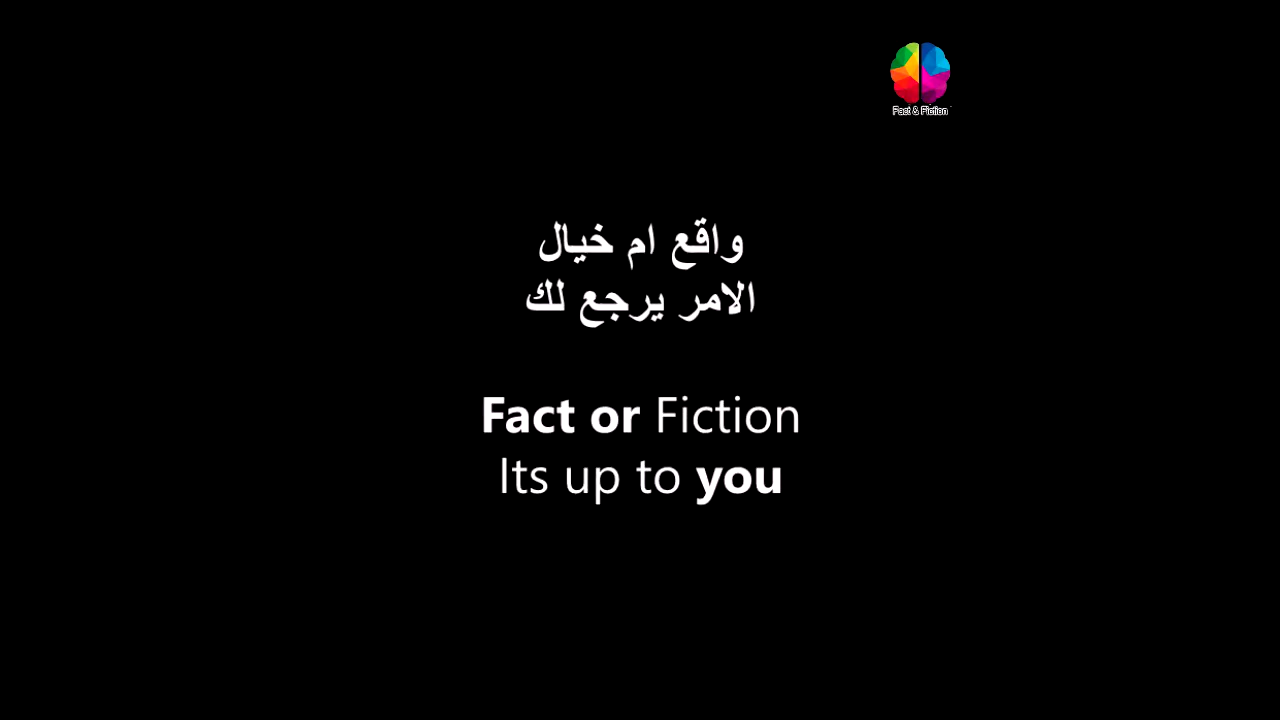 Fact & Fiction
واقع ام خيال
الامر يرجع لك
Fact or Fiction
Its up to you